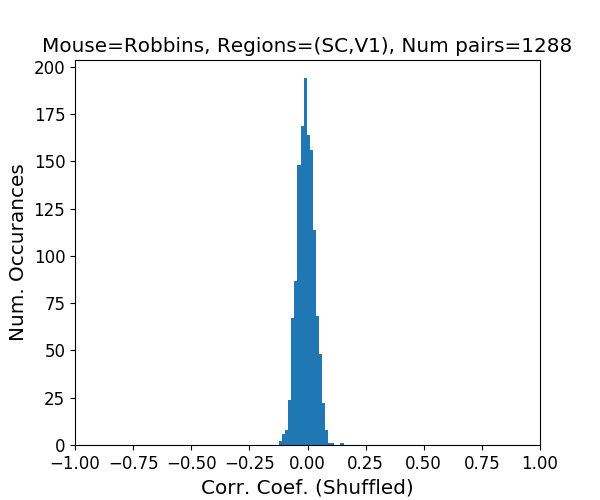 Mouse=Robbins, Regions=(SC,V1), Num pairs=1288
200
175
150
125
100
75
50
25
0
Num. Occurances
−1.00 −0.75 −0.50 −0.25 0.00 0.25 0.50 0.75 1.00
Corr. Coef. (Shuffled)